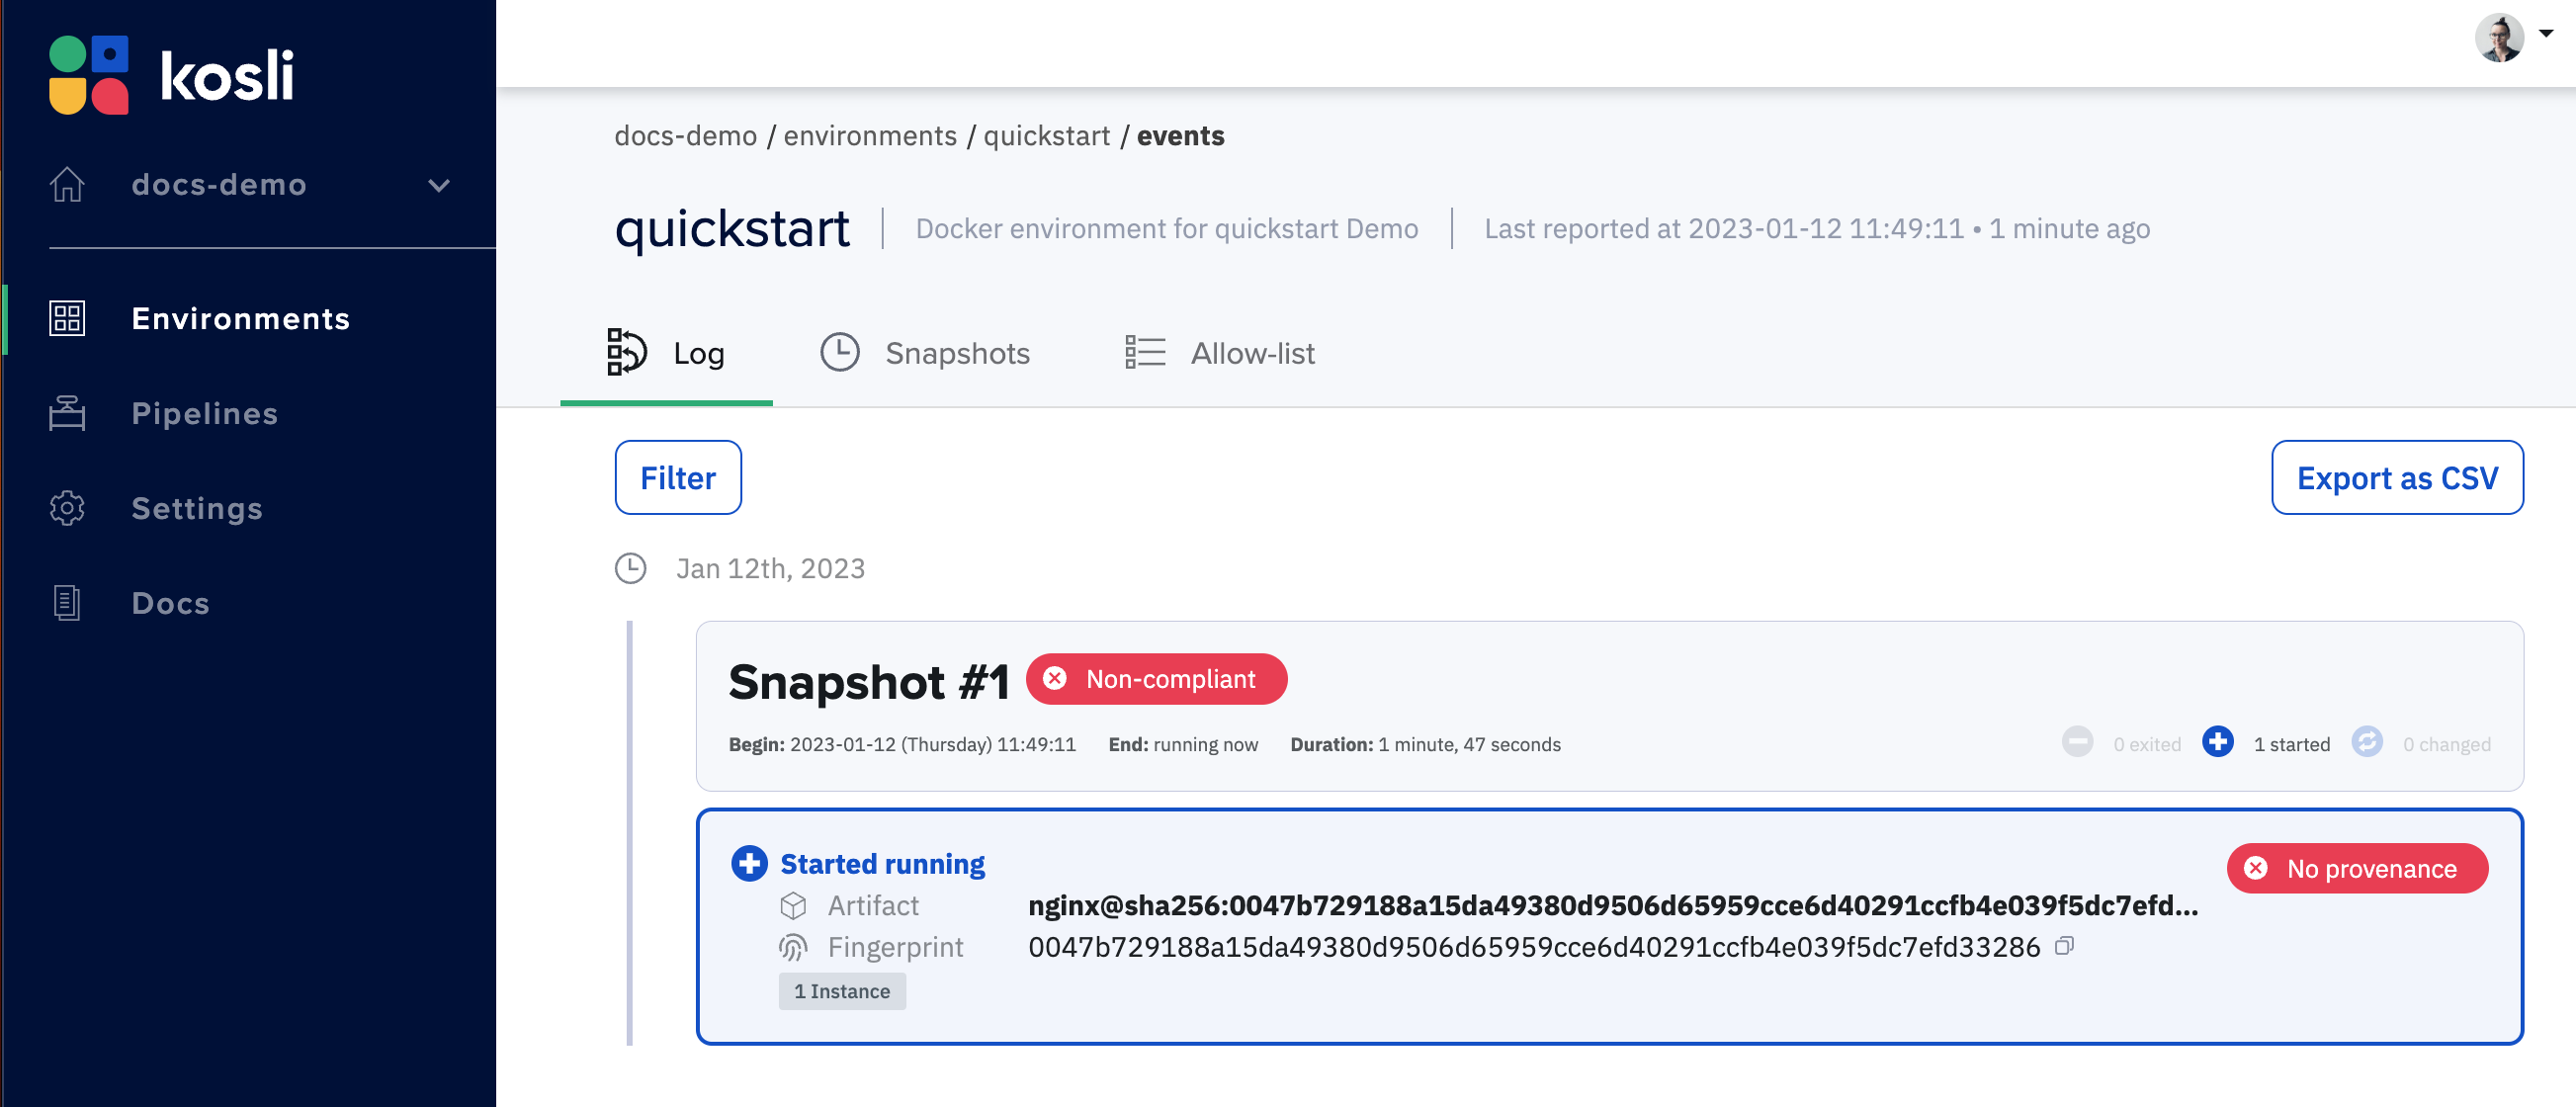 kosli
docs-demo
Environments
Pipelines
Settings
Docs
docs-demo / environments / quickstart / events
quickstart | Docker environment for quickstart Demo | Last reported at 2023-01-12 11:49:11 • 1 minute ago
Log Snapshots Allow-list
Filter Export as CSV
Jan 12th, 2023
Snapshot #1 Non-compliant
Begin: 2023-01-12 (Thursday) 11:49:11 End: running now Duration: 1 minute, 47 seconds 0 exited 1 started 0 changed
Started running No provenance
Artifact nginx@sha256:0047b729188a15da49380d9506d65959cce6d40291ccfb4e039f5dc7efd...
Fingerprint 0047b729188a15da49380d9506d65959cce6d40291ccfb4e039f5dc7efd33286
1 Instance